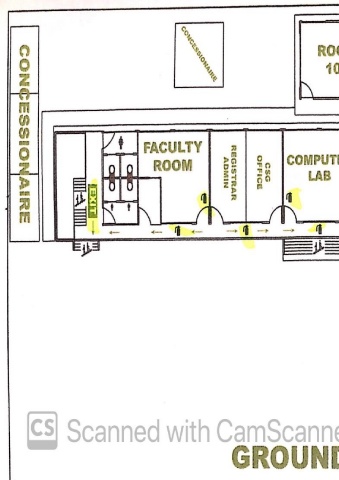 CONCESSIONAIRE
CONCESSIONAIRE
ROO
10
FACULTY
ROOM
REGISTRAR
ADMIN
CSG
OFFICE
COMPUTE
LAB
EXIT
CS Scanned with CamScanne
GROUND